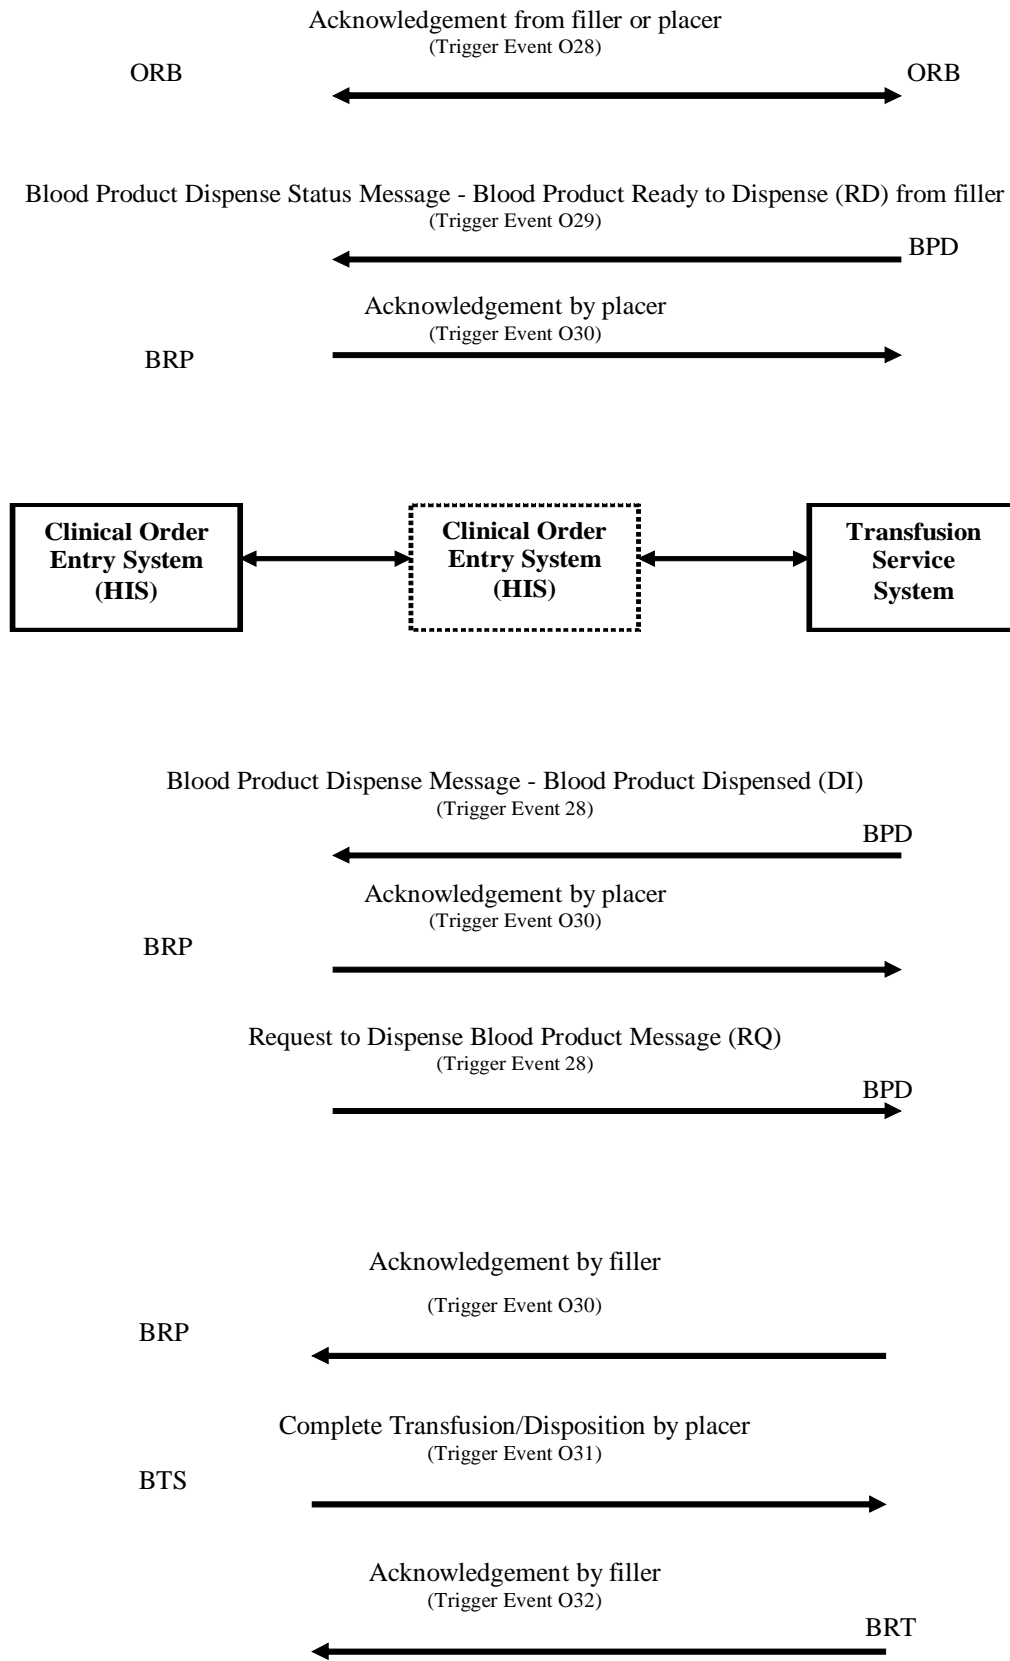 Acknowledgement from filler or placer
(Trigger Event O28)
ORB
ORB
Blood Product Dispense Status Message - Blood Product Ready to Dispense (RD) from filler
(Trigger Event O29)
BPD
Acknowledgement by placer
(Trigger Event O30)
BRP
Clinical Order
Entry System
(HIS)
Clinical Order
Entry System
(HIS)
Transfusion
Service
System
Blood Product Dispense Message - Blood Product Dispensed (DI)
(Trigger Event 28)
BPD
Acknowledgement by placer
(Trigger Event O30)
BRP
Request to Dispense Blood Product Message (RQ)
(Trigger Event 28)
BPD
Acknowledgement by filler
(Trigger Event O30)
BRP
Complete Transfusion/Disposition by placer
(Trigger Event O31)
BTS
Acknowledgement by filler
(Trigger Event O32)
BRT